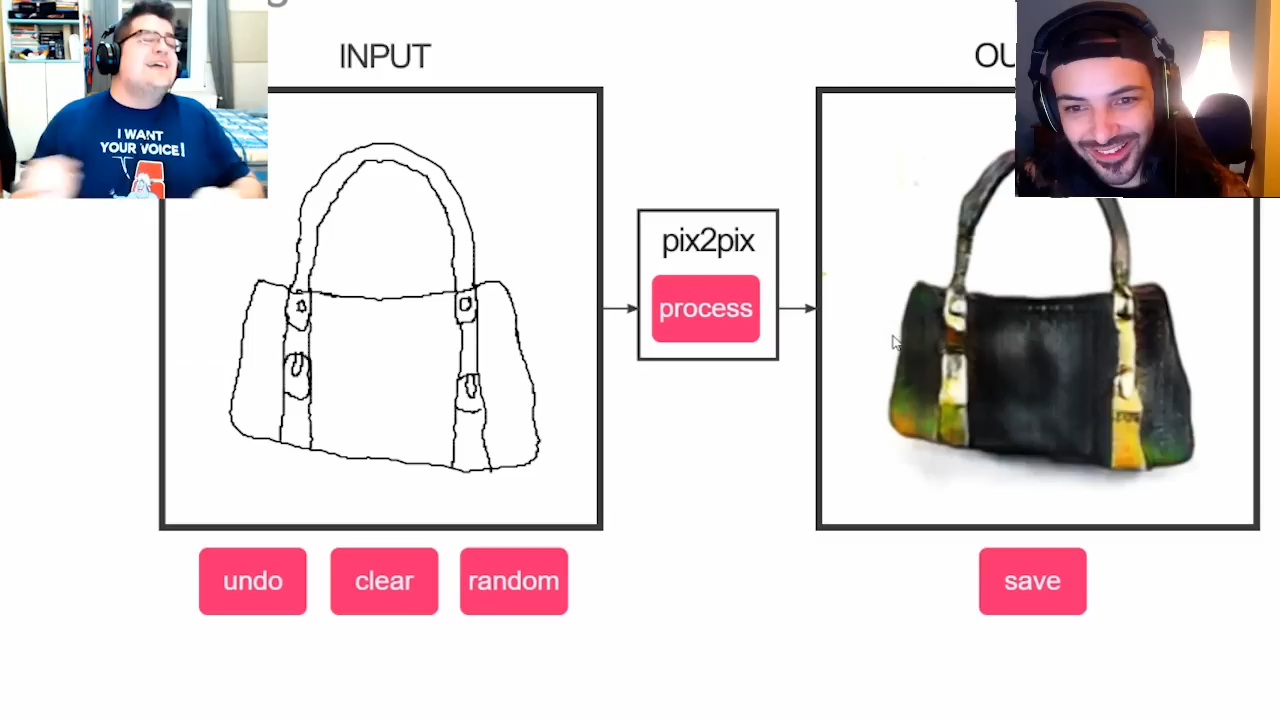 INPUT
OU
I WANT
YOUR VOICE!
pix2pix
process
undo
clear
random
save